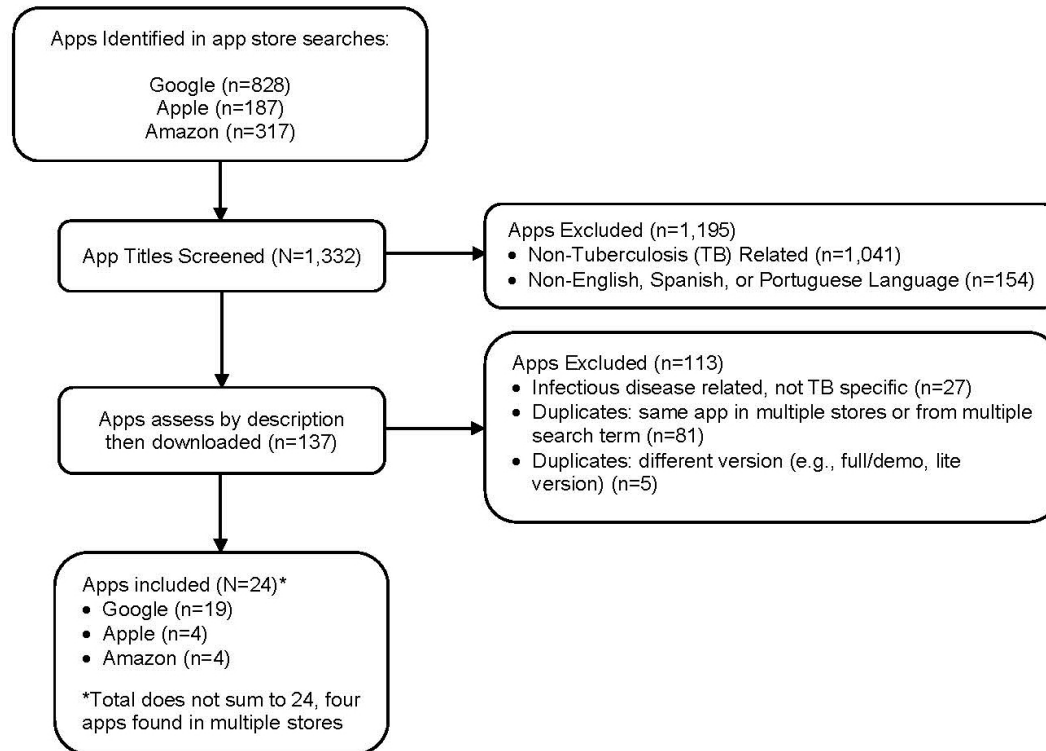 Apps Identified in app store searches:
Google (n=828)
Apple (n=187)
Amazon (n=317)
App Titles Screened (N=1,332)
Apps Excluded (n=1,195)
• Non-Tuberculosis (TB) Related (n=1,041)
• Non-English, Spanish, or Portuguese Language (n=154)
Apps assess by description
then downloaded (n=137)
Apps Excluded (n=113)
• Infectious disease related, not TB specific (n=27)
• Duplicates: same app in multiple stores or from multiple
search term (n=81)
• Duplicates: different version (e.g., full/demo, lite
version) (n=5)
Apps included (N=24)*
• Google (n=19)
• Apple (n=4)
• Amazon (n=4)
*Total does not sum to 24, four
apps found in multiple stores